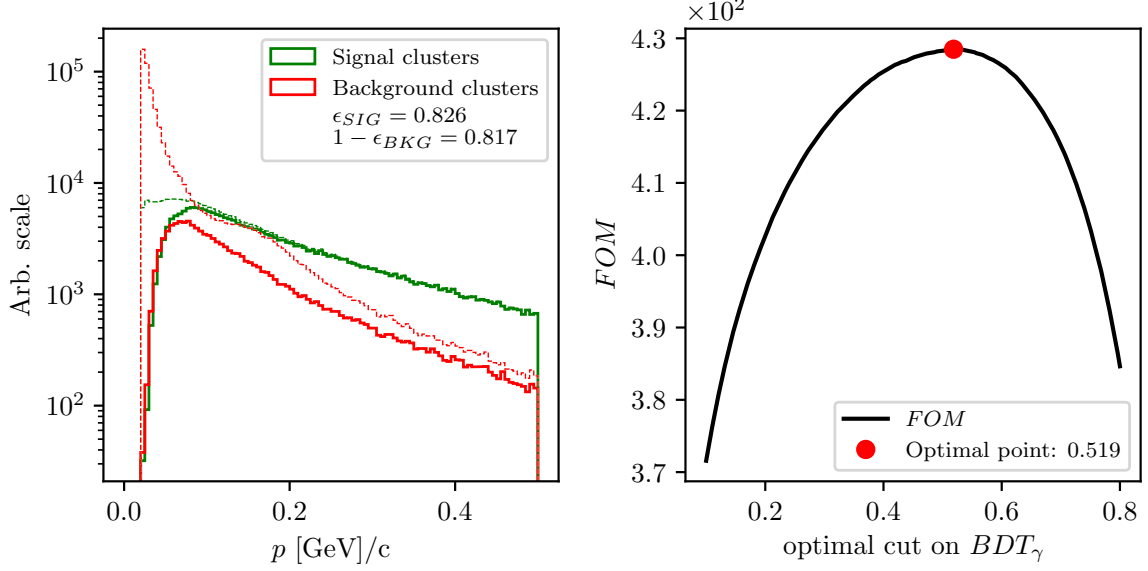 Arb. scale
10⁵
10⁴
10³
10²
Signal clusters
Background clusters
ϵ_SIG = 0.826
1 − ϵ_BKG = 0.817
0.0 0.2 0.4
p [GeV]/c
×10²
FOM
4.3
4.2
4.1
4.0
3.9
3.8
3.7
FOM
Optimal point: 0.519
0.2 0.4 0.6 0.8
optimal cut on BDT_γ